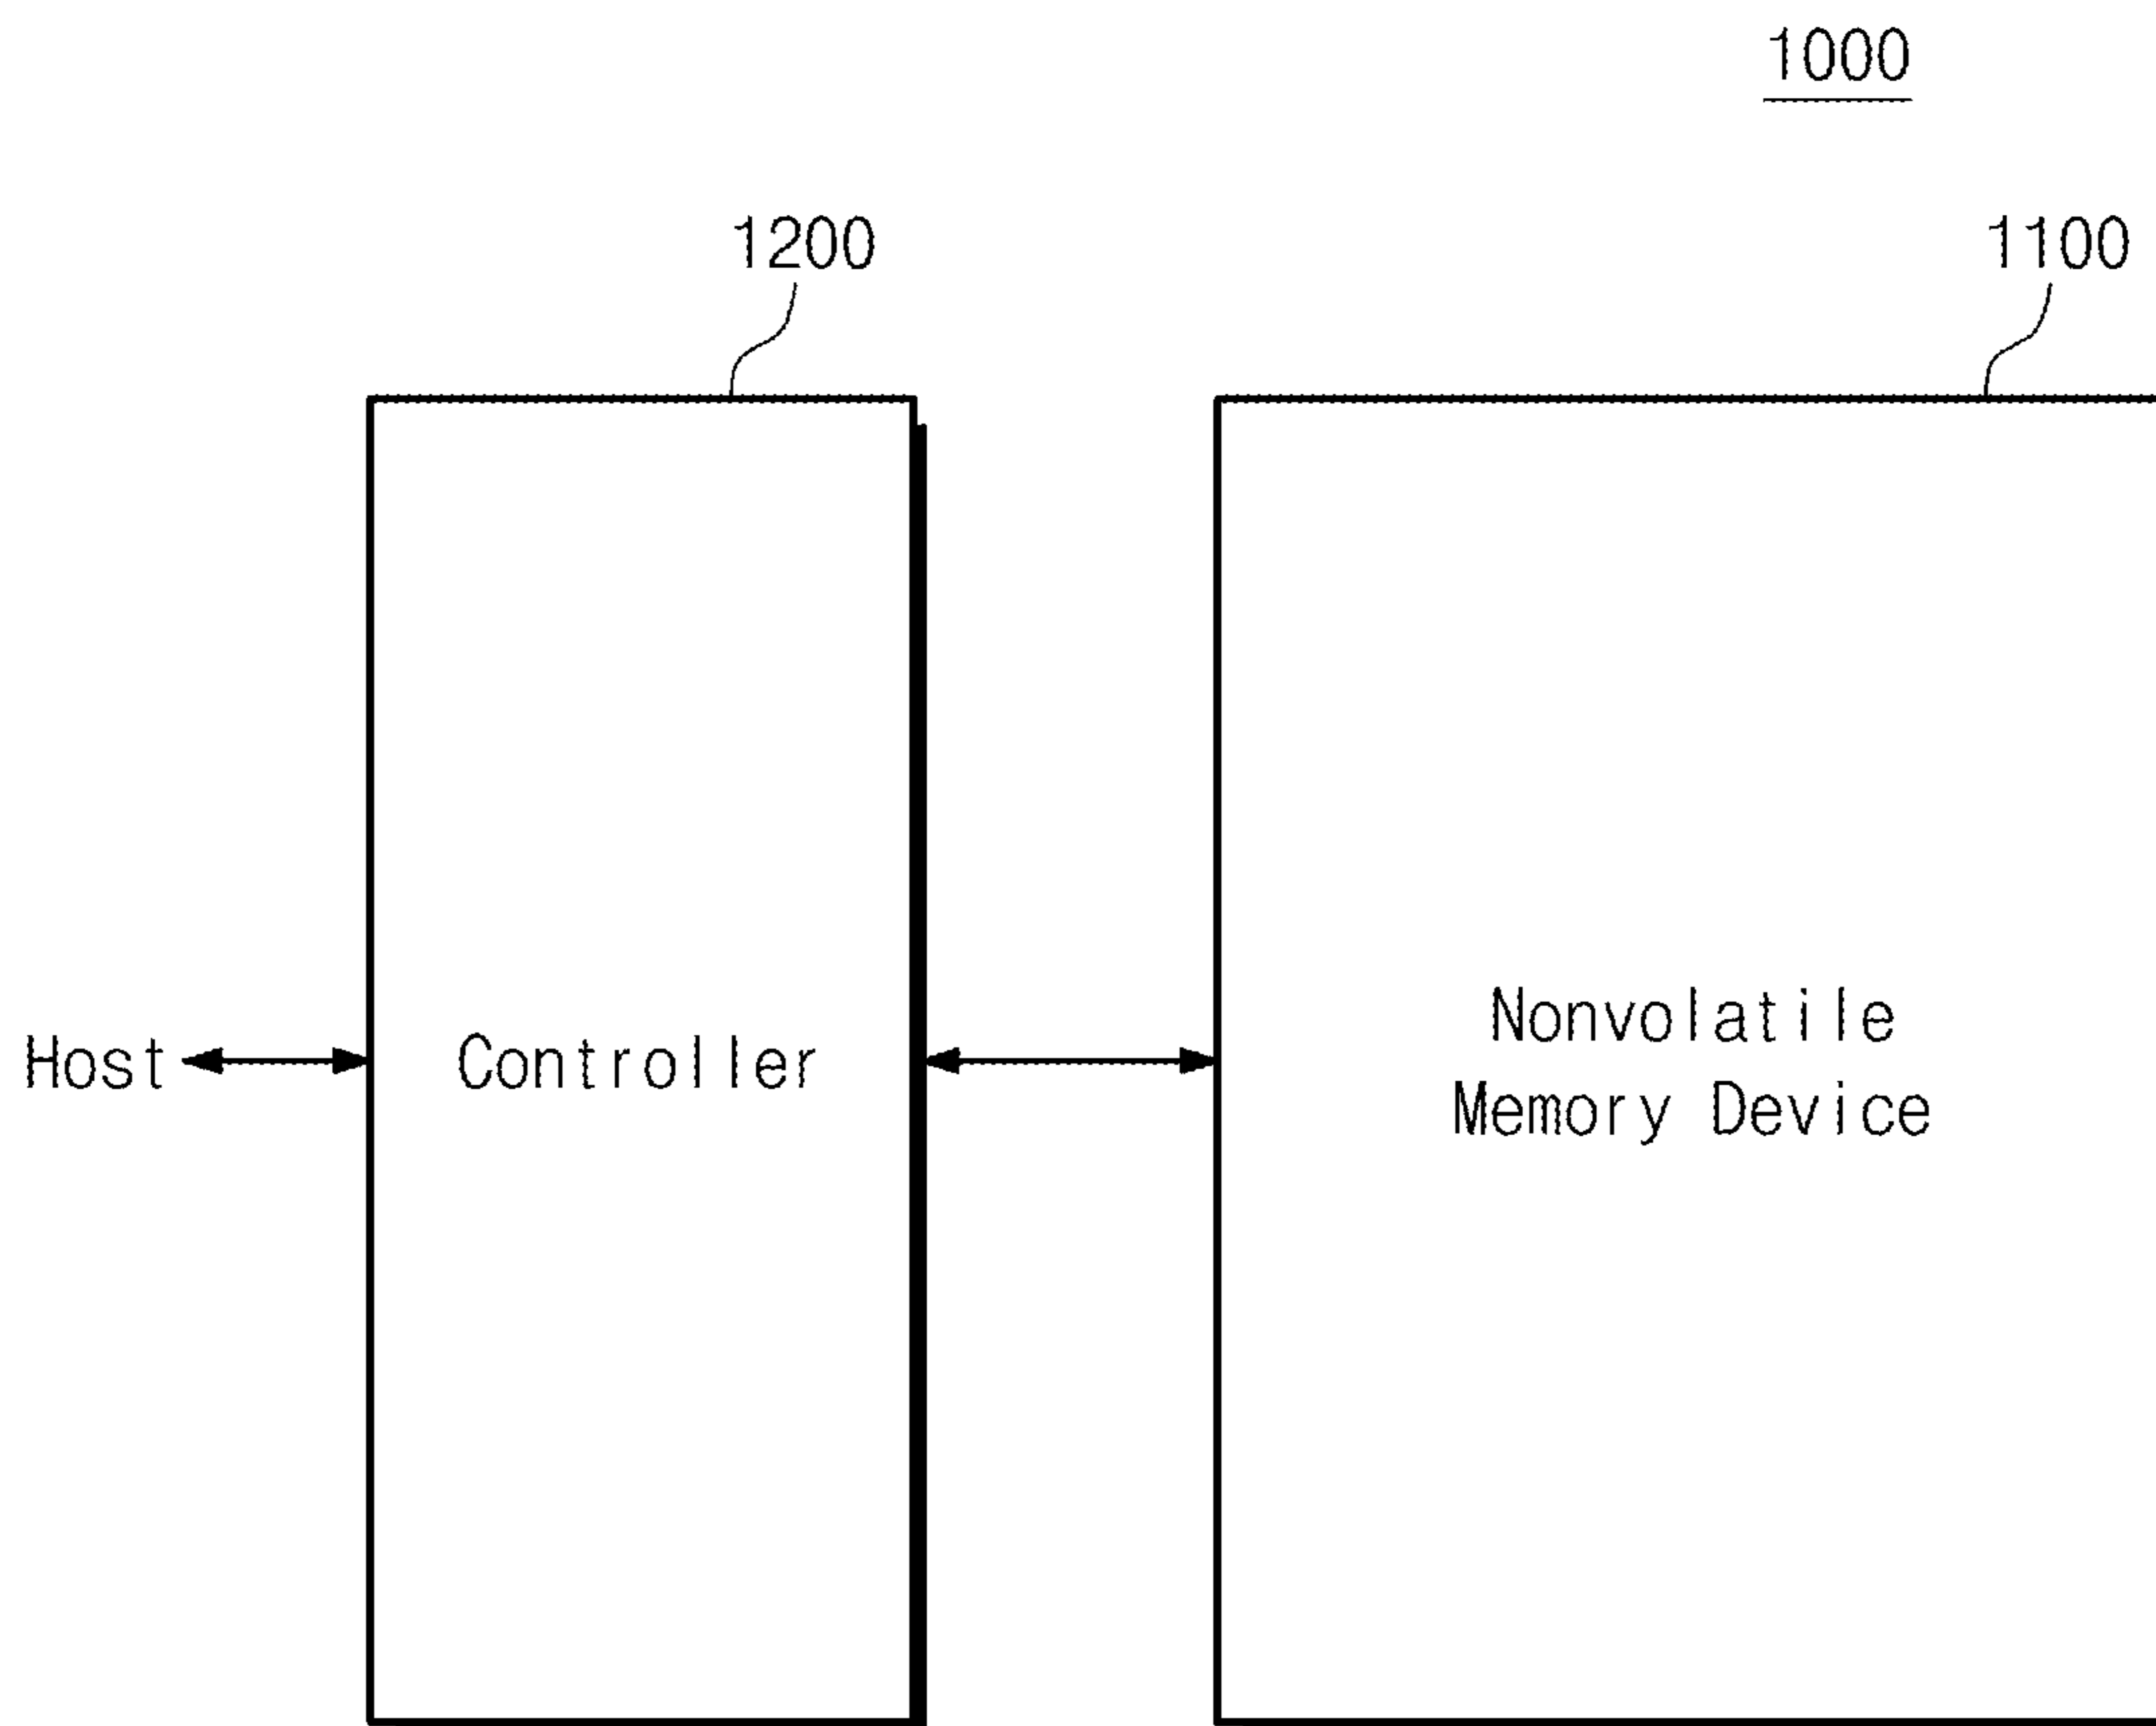 1000
1200
1100
Host
Controller
Nonvolatile
Memory Device